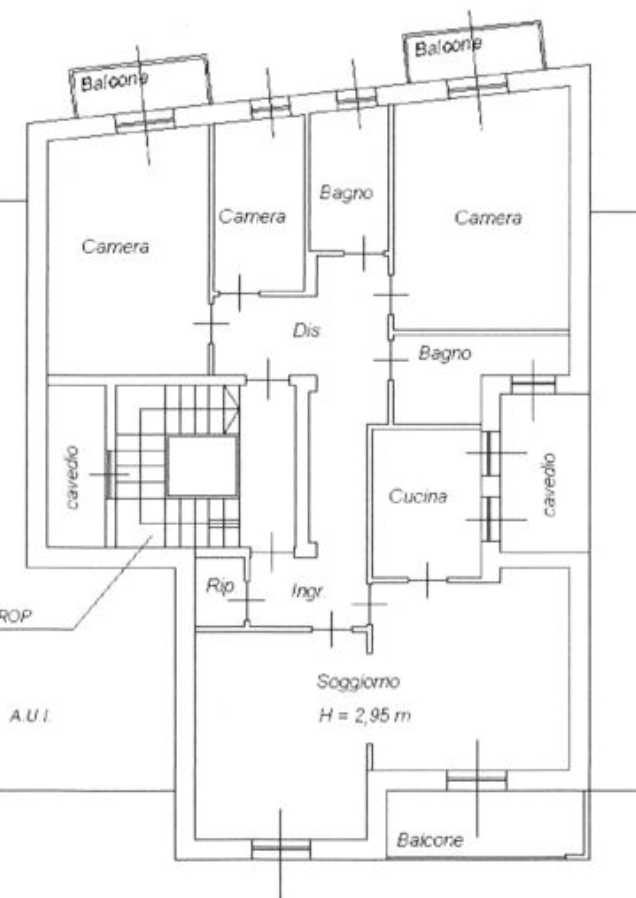 Balcone
Balcone
Camera
Camera
Bagno
Camera
Dis
Bagno
cavedio
Cucina
cavedio
Rip.
Ingr.
ROP
Soggiorno
H = 2,95 m
A.U.I.
Balcone